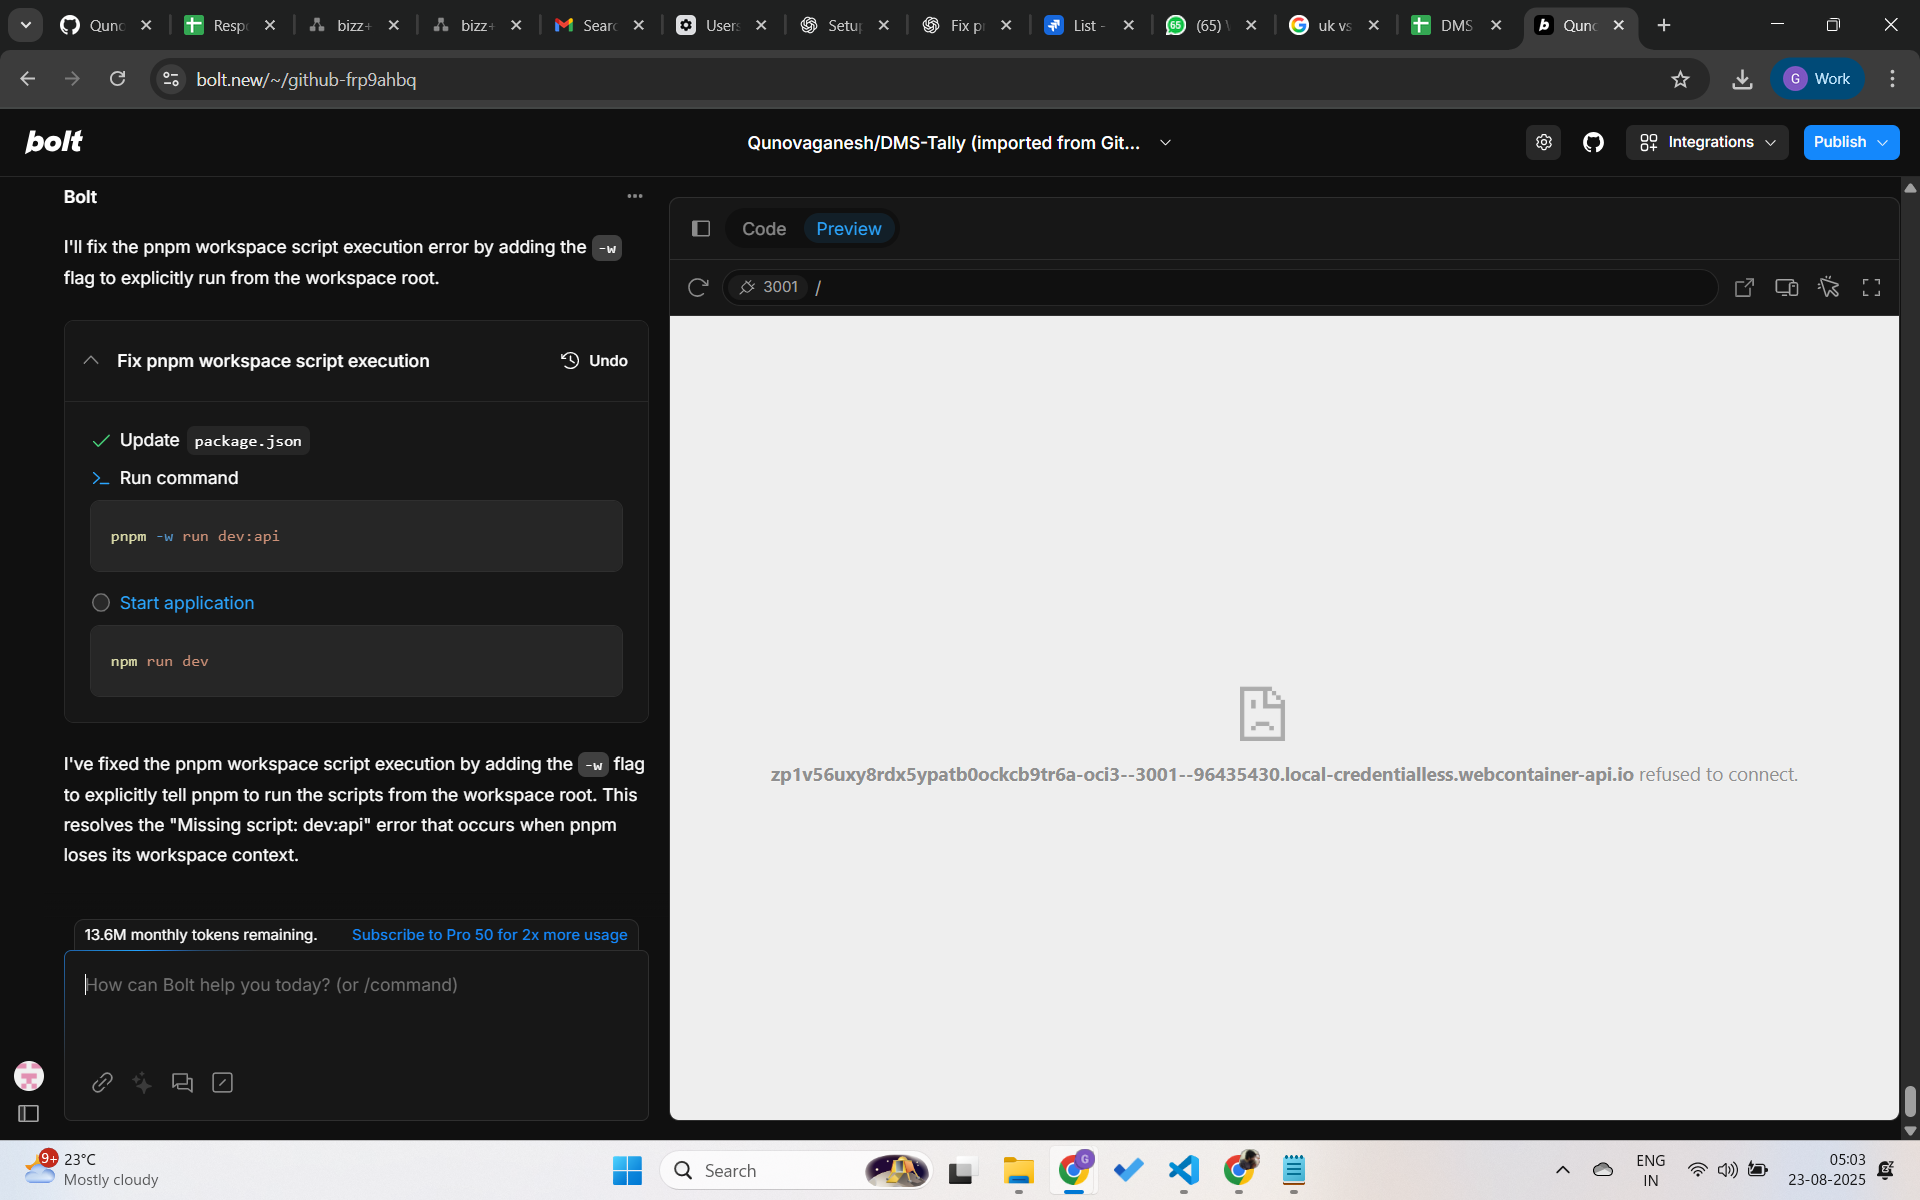 Qunc
Resp
bizz+
bizz+
Searc
Users
Setup
Fix pr
List -
(65)
uk vs
DMS
Qunc
bolt.new/~/github-frp9ahbq
G Work
bolt
Qunovaganesh/DMS-Tally (imported from Git...
Integrations
Publish
Bolt
I'll fix the pnpm workspace script execution error by adding the -w
flag to explicitly run from the workspace root.
Fix pnpm workspace script execution
Undo
Update package.json
Run command
pnpm -w run dev:api
Start application
npm run dev
I've fixed the pnpm workspace script execution by adding the -w flag
to explicitly tell pnpm to run the scripts from the workspace root. This
resolves the "Missing script: dev:api" error that occurs when pnpm
loses its workspace context.
13.6M monthly tokens remaining. Subscribe to Pro 50 for 2x more usage
How can Bolt help you today? (or /command)
Code Preview
3001 /
zp1v56uxy8rdx5ypatb0ockcb9tr6a-oci3--3001--96435430.local-credentialless.webcontainer-api.io refused to connect.
9+
23°C
Mostly cloudy
Search
G
ENG
IN
05:03
23-08-2025